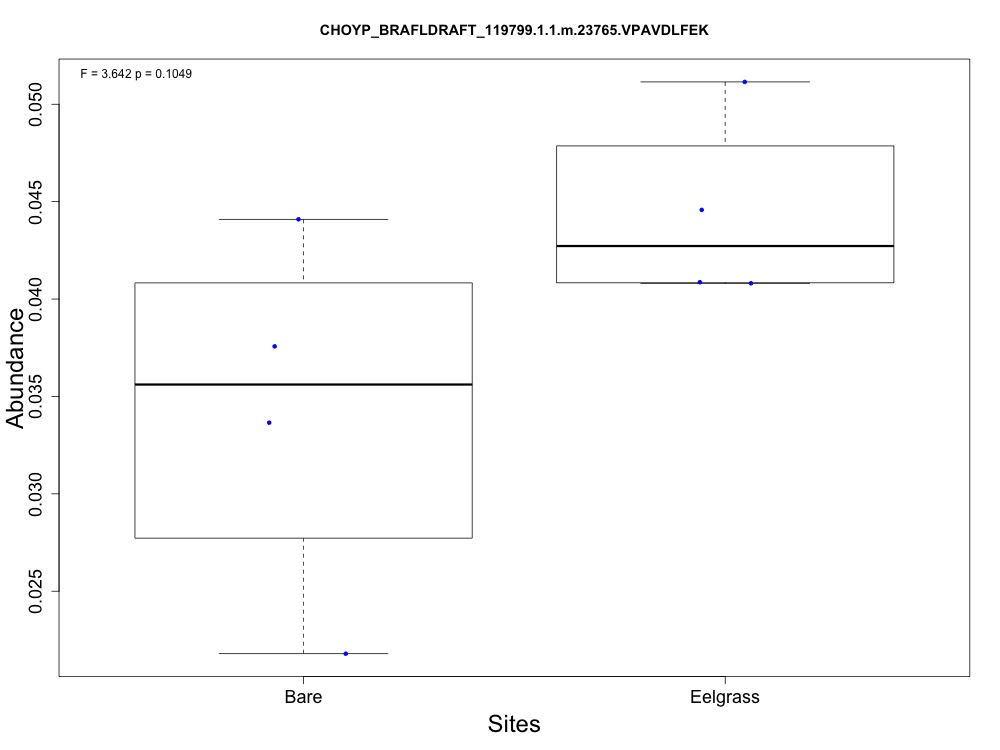 CHOYP_BRAFLDRAFT_119799.1.1.m.23765.VPAVDLFEK
F = 3.642 p = 0.1049
0.050
0.045
0.040
0.035
0.030
0.025
Abundance
Bare
Eelgrass
Sites